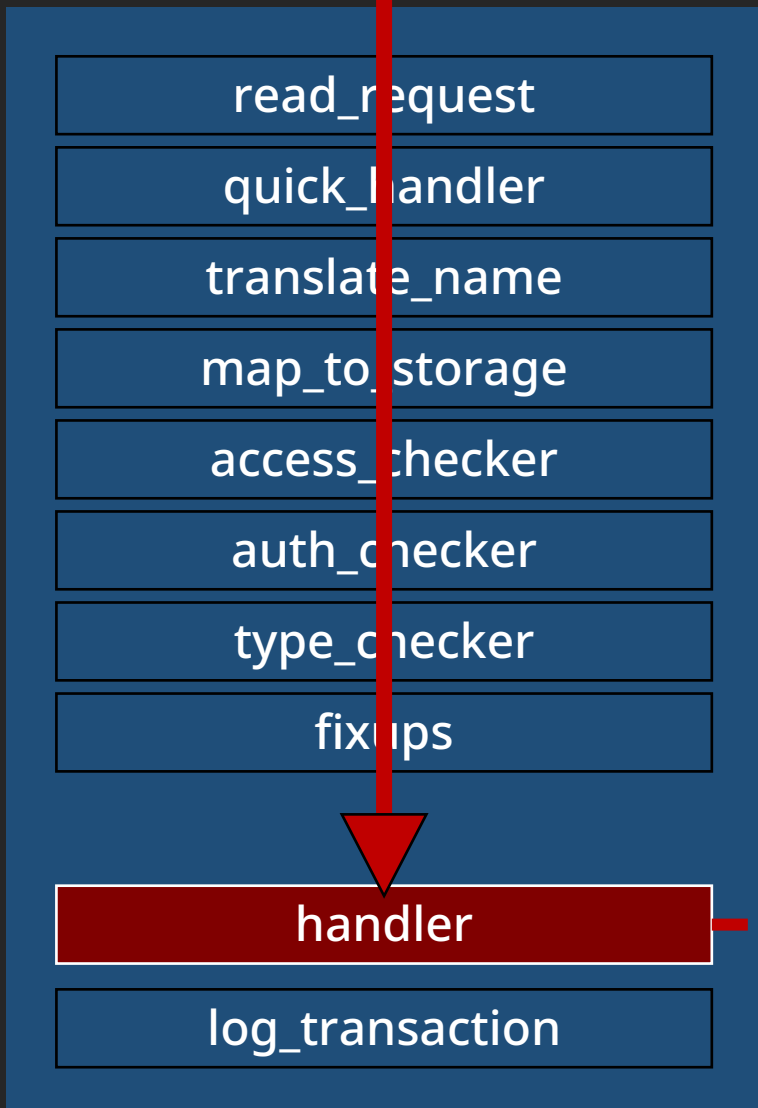 read_request
quick_handler
translate_name
map_to_storage
access_checker
auth_checker
type_checker
fixups
handler
log_transaction